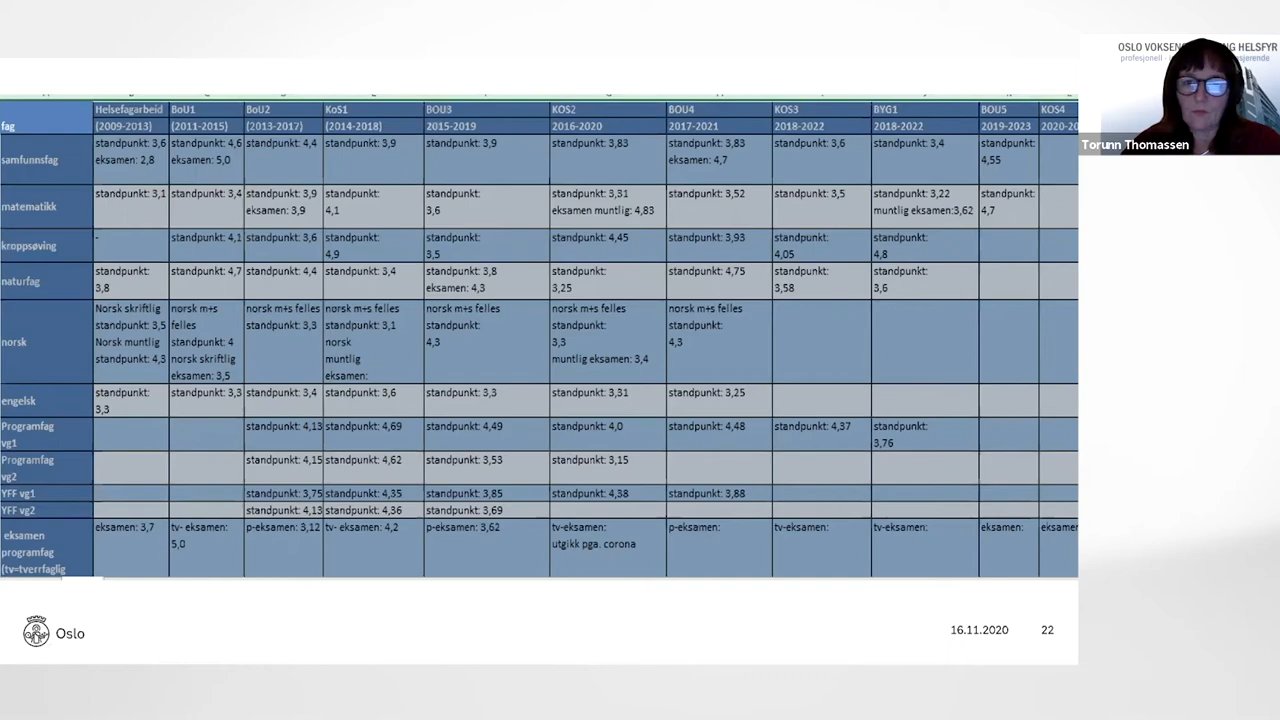 OSLO VOKSENO NG HELSFYR
profesjonell - i sjerende
Torunn Thomassen
fag Helsefagarbeid (2009-2013) BoU1 (2011-2015) BoU2 (2013-2017) KoS1 (2014-2018) BOU3 2015-2019 KOS2 2016-2020 BOU4 2017-2021 KOS3 2018-2022 BYG1 2018-2022 BOU5 2019-2023 KOS4 2020-20
samfunnsfag standpunkt: 3,6 eksamen: 2,8 standpunkt: 4,6 eksamen: 5,0 standpunkt: 4,4 standpunkt: 3,9 standpunkt: 3,9 standpunkt: 3,83 standpunkt: 3,83 eksamen: 4,7 standpunkt: 3,6 standpunkt: 3,4 standpunkt: 4,55
matematikk standpunkt: 3,1 standpunkt: 3,4 standpunkt: 3,9 eksamen: 3,9 standpunkt: 4,1 standpunkt: 3,6 standpunkt: 3,31 eksamen muntlig: 4,83 standpunkt: 3,52 standpunkt: 3,5 standpunkt: 3,22 muntlig eksamen:3,62 standpunkt: 4,7
kroppsøving - standpunkt: 4,1 standpunkt: 3,6 standpunkt: 4,9 standpunkt: 3,5 standpunkt: 4,45 standpunkt: 3,93 standpunkt: 4,05 standpunkt: 4,8
naturfag standpunkt: 3,8 standpunkt: 4,7 standpunkt: 4,4 standpunkt: 3,4 standpunkt: 3,8 eksamen: 4,3 standpunkt: 3,25 standpunkt: 4,75 standpunkt: 3,58 standpunkt: 3,6
norsk Norsk skriftlig standpunkt: 3,5 Norsk muntlig standpunkt: 4,3 norsk m+s felles standpunkt: 4 norsk skriftlig eksamen: 3,5 norsk m+s felles standpunkt: 3,3 norsk m+s felles standpunkt: 3,1 norsk muntlig eksamen: norsk m+s felles standpunkt: 4,3 norsk m+s felles standpunkt: 3,3 muntlig eksamen: 3,4 norsk m+s felles standpunkt: 4,3
engelsk standpunkt: 3,3 standpunkt: 3,3 standpunkt: 3,4 standpunkt: 3,6 standpunkt: 3,3 standpunkt: 3,31 standpunkt: 3,25
Programfag vg1 standpunkt: 4,13 standpunkt: 4,69 standpunkt: 4,49 standpunkt: 4,0 standpunkt: 4,48 standpunkt: 4,37 standpunkt: 3,76
Programfag vg2 standpunkt: 4,15 standpunkt: 4,62 standpunkt: 3,53 standpunkt: 3,15
YFF vg1 standpunkt: 3,75 standpunkt: 4,35 standpunkt: 3,85 standpunkt: 4,38 standpunkt: 3,88
YFF vg2 standpunkt: 4,13 standpunkt: 4,36 standpunkt: 3,69
eksamen programfag (tv=tverrfaglig eksamen: 3,7 tv- eksamen: 5,0 p-eksamen: 3,12 tv- eksamen: 4,2 p-eksamen: 3,62 tv-eksamen: utgikk pga. corona p-eksamen: tv-eksamen: tv-eksamen: eksamen: eksamer
Oslo
16.11.2020 22